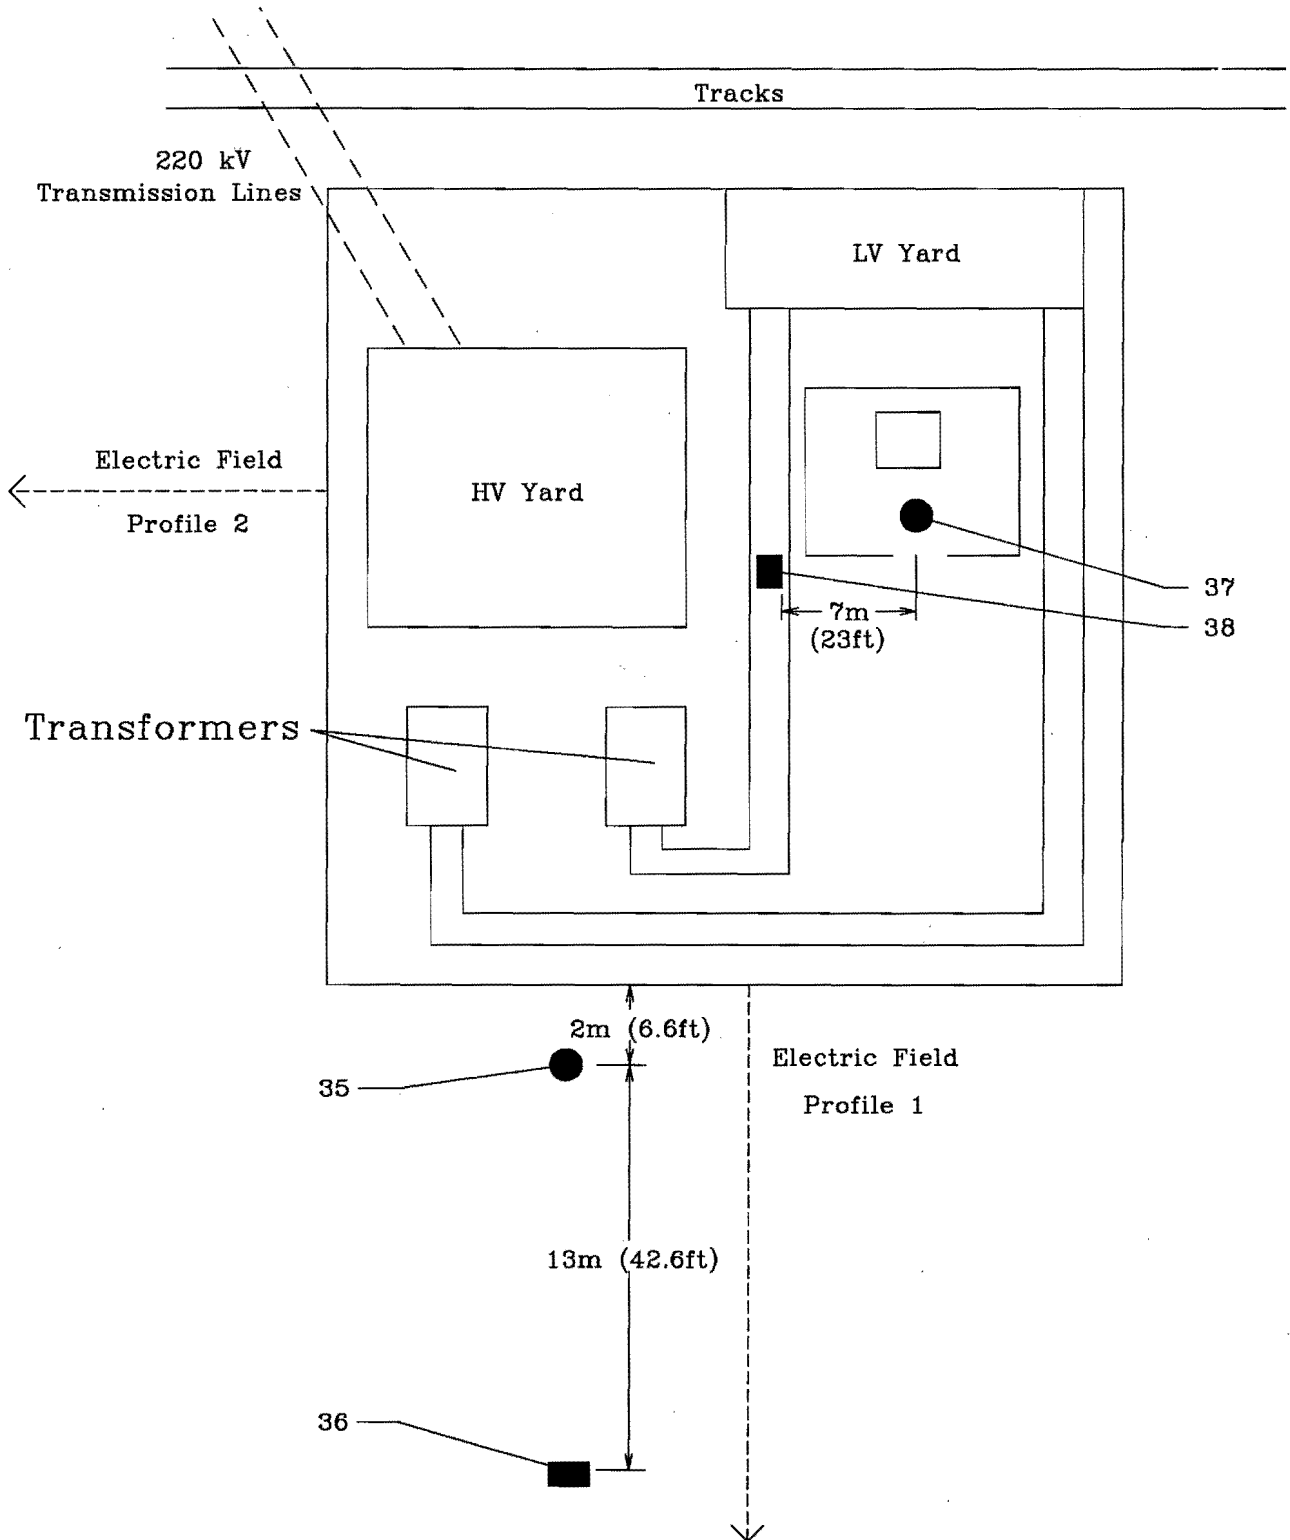 Tracks
220 kV
Transmission Lines
LV Yard
Electric Field
HV Yard
Profile 2
37
7m
38
(23ft)
Transformers
2m (6.6ft)
Electric Field
35
Profile 1
13m (42.6ft)
36